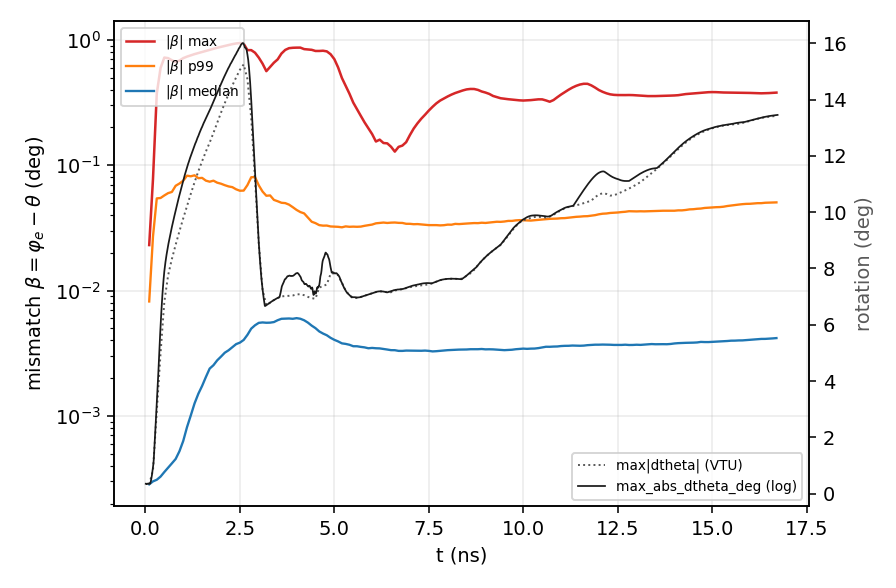 |β| max
|β| p99
|β| median
10⁰
10⁻¹
10⁻²
10⁻³
mismatch β = φₑ − θ (deg)
16
14
12
10
8
6
4
2
0
rotation (deg)
max|dtheta| (VTU)
max_abs_dtheta_deg (log)
0.0 2.5 5.0 7.5 10.0 12.5 15.0 17.5
t (ns)